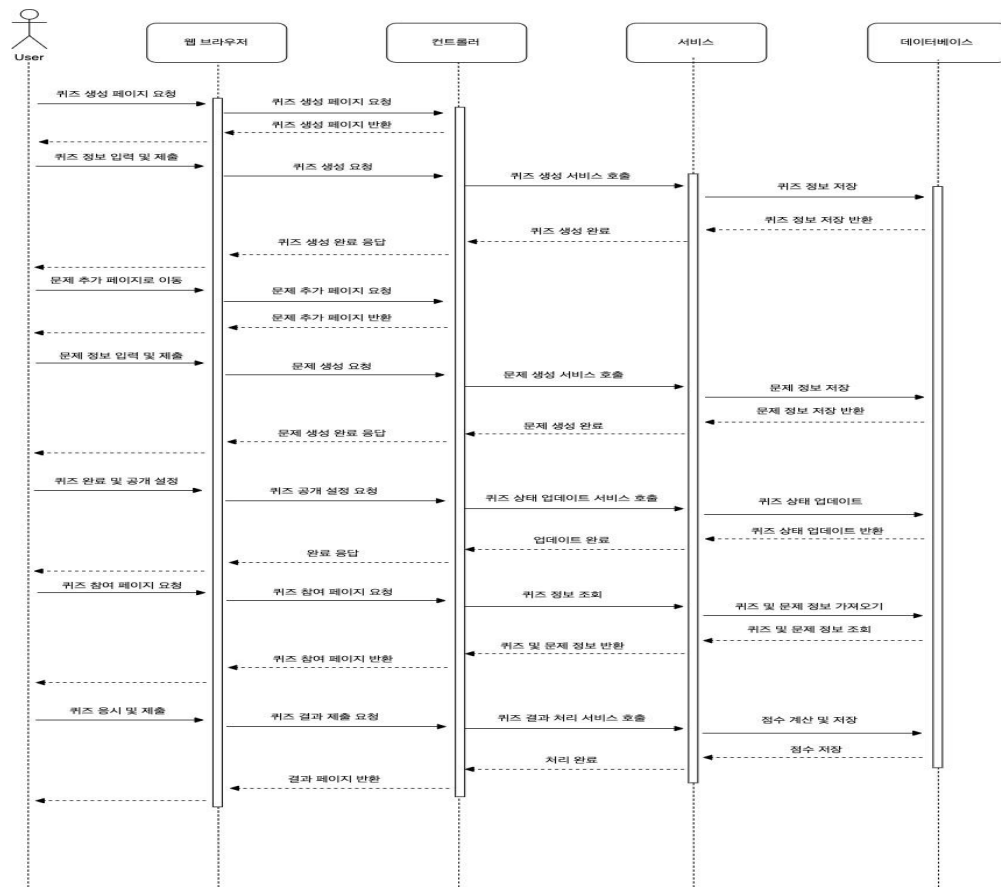 웹 브라우저
컨트롤러
서비스
데이터베이스
User
퀴즈 생성 페이지 요청
퀴즈 생성 페이지 요청
퀴즈 생성 페이지 반환
퀴즈 정보 입력 및 제출
퀴즈 생성 요청
퀴즈 생성 서비스 호출
퀴즈 정보 저장
퀴즈 정보 저장 반환
퀴즈 생성 완료
퀴즈 생성 완료 응답
문제 추가 페이지로 이동
문제 추가 페이지 요청
문제 추가 페이지 반환
문제 정보 입력 및 제출
문제 생성 요청
문제 생성 서비스 호출
문제 정보 저장
문제 정보 저장 반환
문제 생성 완료
문제 생성 완료 응답
퀴즈 완료 및 공개 설정
퀴즈 공개 설정 요청
퀴즈 상태 업데이트 서비스 호출
퀴즈 상태 업데이트
퀴즈 상태 업데이트 반환
업데이트 완료
완료 응답
퀴즈 참여 페이지 요청
퀴즈 참여 페이지 요청
퀴즈 정보 조회
퀴즈 및 문제 정보 가져오기
퀴즈 및 문제 정보 조회
퀴즈 및 문제 정보 반환
퀴즈 참여 페이지 반환
퀴즈 응시 및 제출
퀴즈 결과 제출 요청
퀴즈 결과 처리 서비스 호출
점수 계산 및 저장
점수 저장
처리 완료
결과 페이지 반환